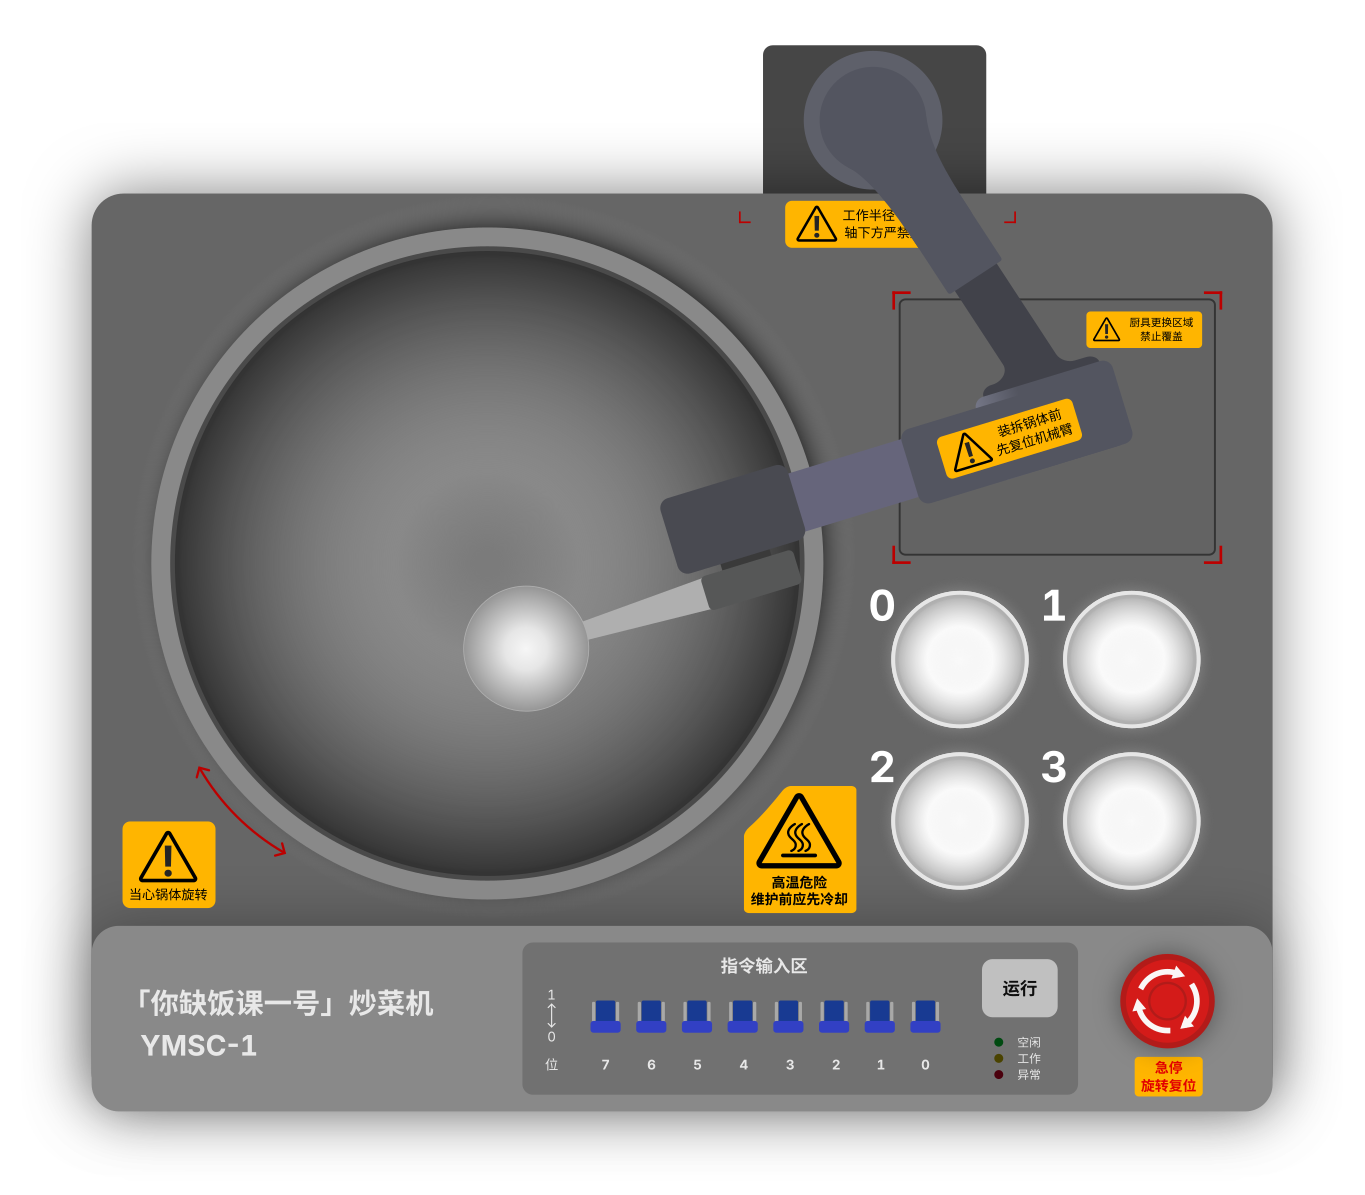 工作半径
轴下方严禁
厨具更换区域
禁止覆盖
装拆锅体前
先复位机械臂
0
1
2
3
高温危险
维护前应先冷却
当心锅体旋转
「你缺饭课一号」炒菜机
YMSC-1
指令输入区
1
0
位 7 6 5 4 3 2 1 0
运行
空闲
工作
异常
急停
旋转复位